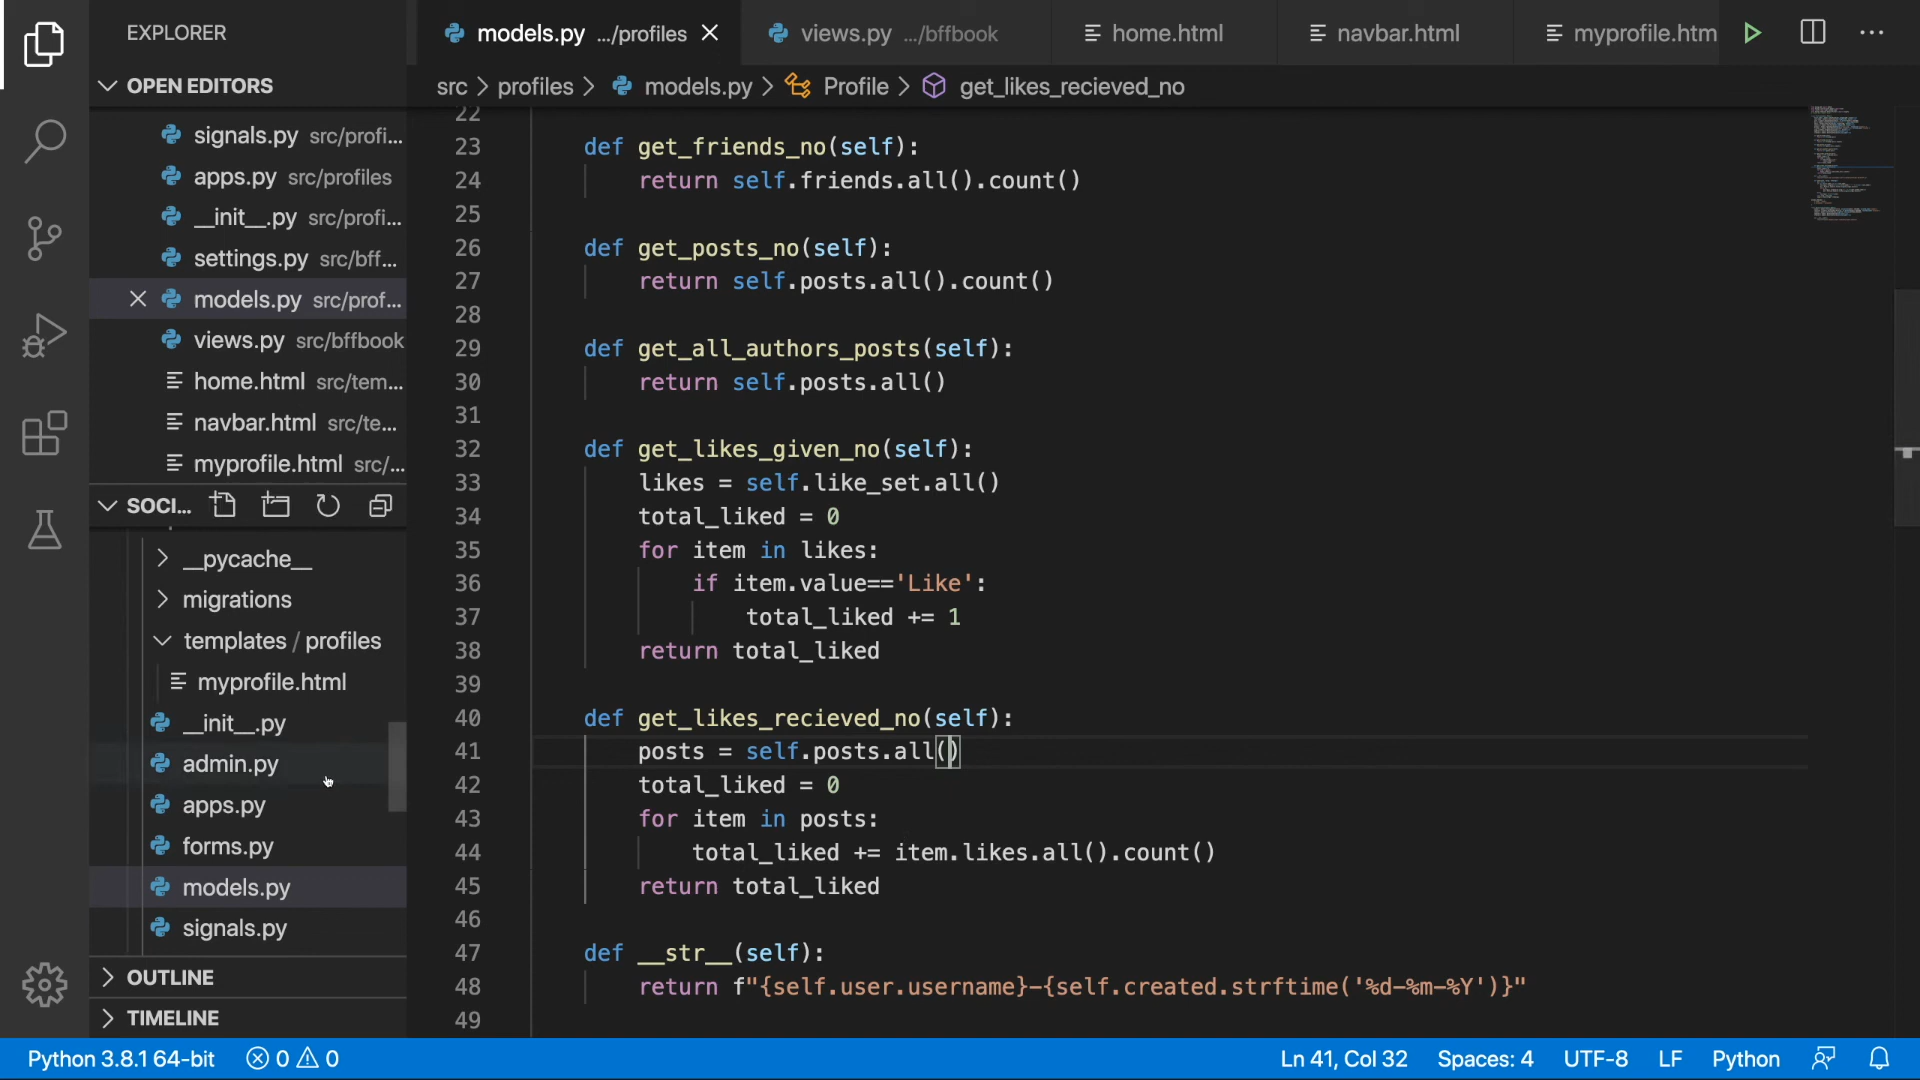 EXPLORER
OPEN EDITORS
signals.py src/profi...
apps.py src/profiles
__init__.py src/profi...
settings.py src/bff...
models.py src/prof...
views.py src/bffbook
home.html src/tem...
navbar.html src/te...
myprofile.html src/...
SOCI...
__pycache__
migrations
templates / profiles
myprofile.html
__init__.py
admin.py
apps.py
forms.py
models.py
signals.py
OUTLINE
TIMELINE
models.py .../profiles
views.py .../bffbook
home.html
navbar.html
myprofile.htm
src > profiles > models.py > Profile > get_likes_recieved_no
22
23 def get_friends_no(self):
24 return self.friends.all().count()
25
26 def get_posts_no(self):
27 return self.posts.all().count()
28
29 def get_all_authors_posts(self):
30 return self.posts.all()
31
32 def get_likes_given_no(self):
33 likes = self.like_set.all()
34 total_liked = 0
35 for item in likes:
36 if item.value=='Like':
37 total_liked += 1
38 return total_liked
39
40 def get_likes_recieved_no(self):
41 posts = self.posts.all()
42 total_liked = 0
43 for item in posts:
44 total_liked += item.likes.all().count()
45 return total_liked
46
47 def __str__(self):
48 return f"{self.user.username}-{self.created.strftime('%d-%m-%Y')}"
49
Python 3.8.1 64-bit 0 0 Ln 41, Col 32 Spaces: 4 UTF-8 LF Python